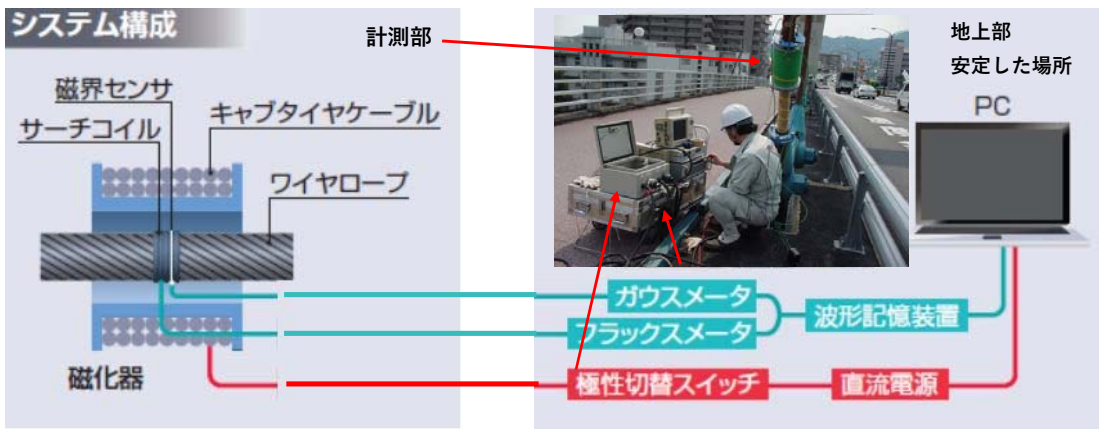 システム構成
計測部
地上部
安定した場所
磁界センサ
サーチコイル
キャブタイヤケーブル
ワイヤロープ
PC
ガウスメータ
フラックスメータ
波形記憶装置
磁化器
極性切替スイッチ
直流電源